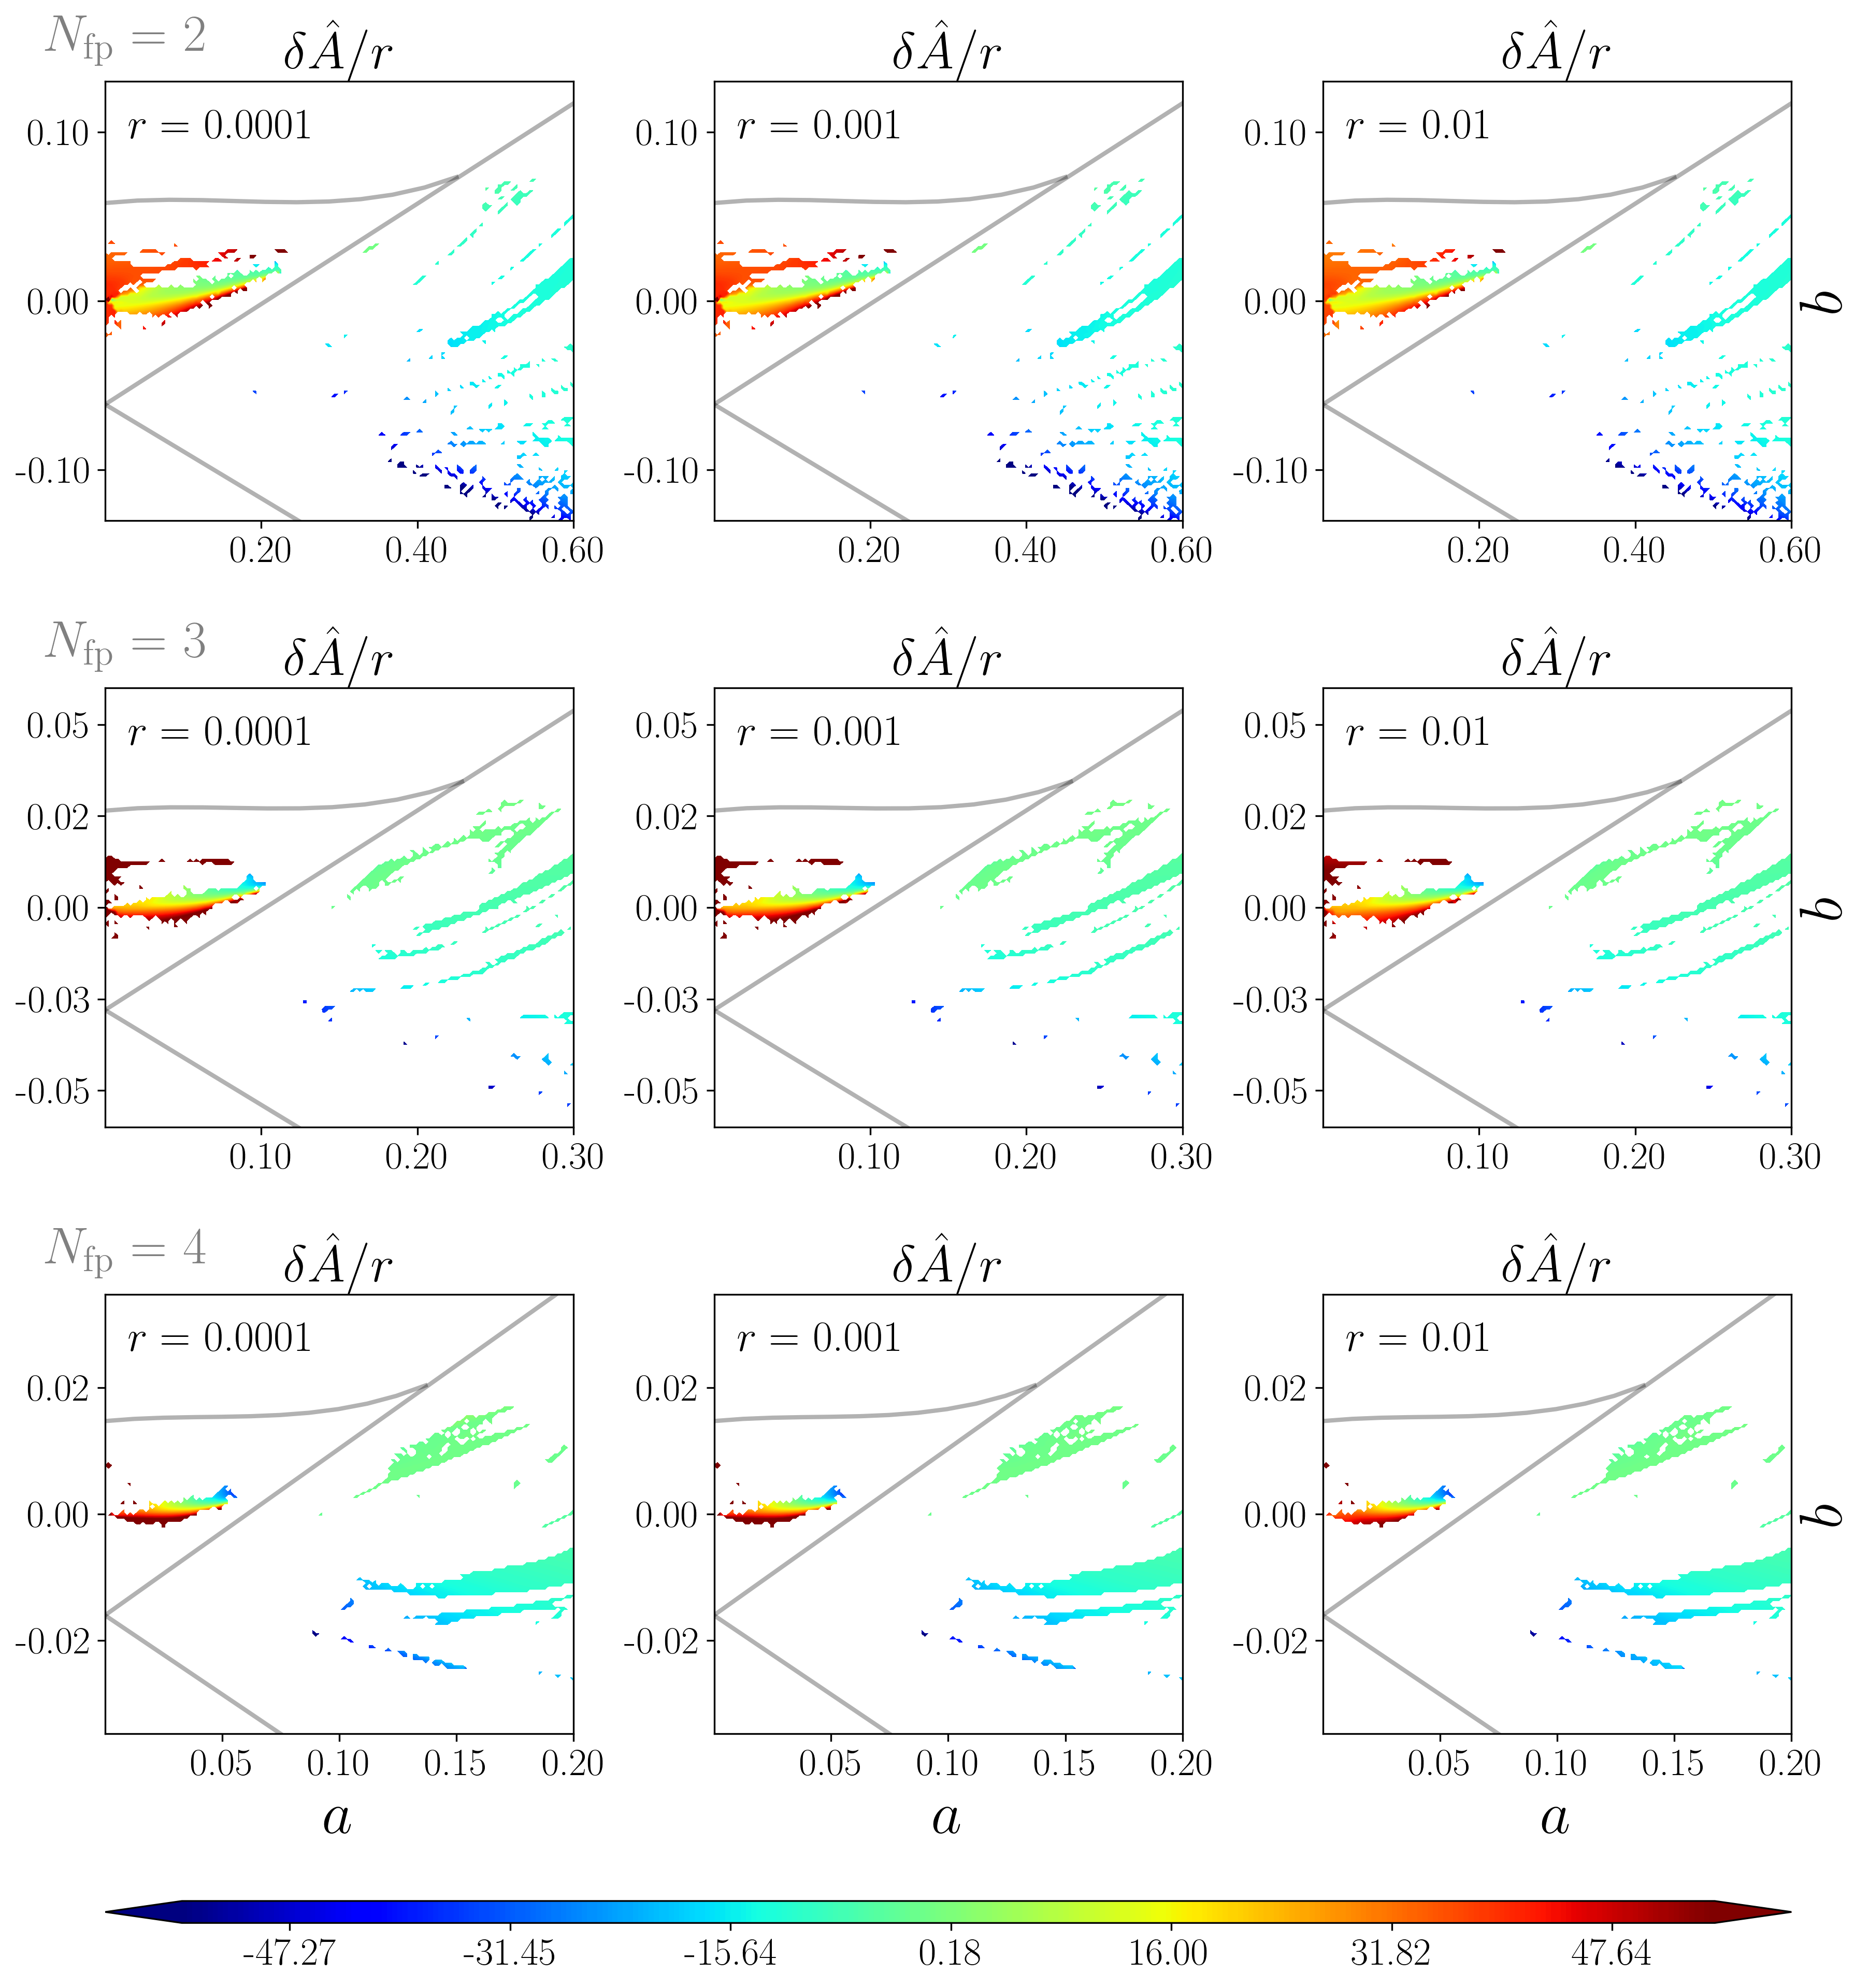 N_fp = 2
δÂ/r δÂ/r δÂ/r
r = 0.0001 r = 0.001 r = 0.01
0.10 0.10 0.10
0.00 0.00 0.00 b
-0.10 -0.10 -0.10
0.20 0.40 0.60 0.20 0.40 0.60 0.20 0.40 0.60
N_fp = 3
δÂ/r δÂ/r δÂ/r
r = 0.0001 r = 0.001 r = 0.01
0.05 0.05 0.05
0.02 0.02 0.02
0.00 0.00 0.00 b
-0.03 -0.03 -0.03
-0.05 -0.05 -0.05
0.10 0.20 0.30 0.10 0.20 0.30 0.10 0.20 0.30
N_fp = 4
δÂ/r δÂ/r δÂ/r
r = 0.0001 r = 0.001 r = 0.01
0.02 0.02 0.02
0.00 0.00 0.00 b
-0.02 -0.02 -0.02
0.05 0.10 0.15 0.20 0.05 0.10 0.15 0.20 0.05 0.10 0.15 0.20
a a a
-47.27 -31.45 -15.64 0.18 16.00 31.82 47.64